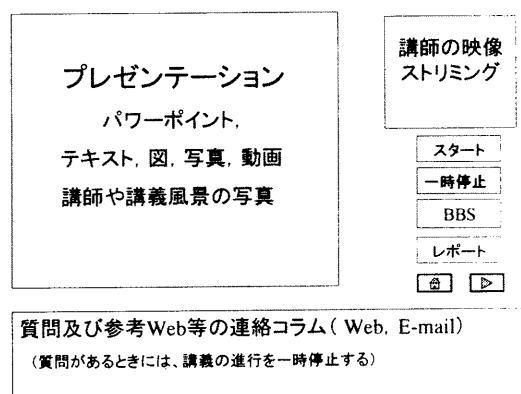 プレゼンテーション
パワーポイント,
テキスト, 図, 写真, 動画
講師や講義風景の写真
講師の映像
ストリミング
スタート
一時停止
BBS
レポート
質問及び参考Web等の連絡コラム( Web, E-mail)
(質問があるときには、講義の進行を一時停止する)